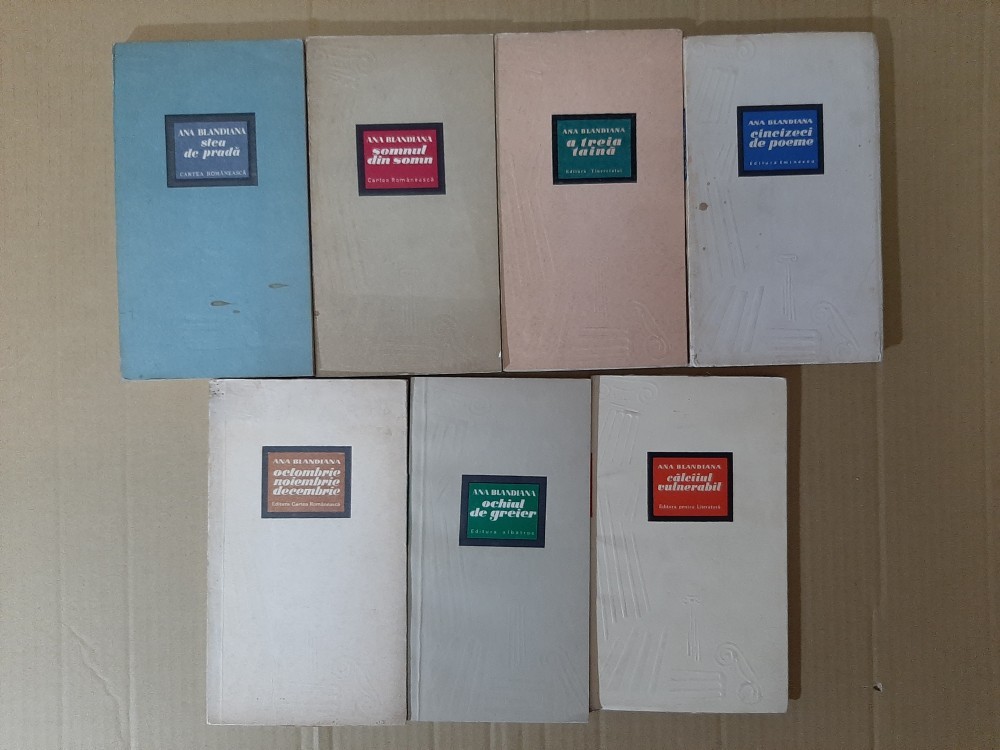 ANA BLANDIANA
stea
de pradă
CARTEA ROMÂNEASCĂ
ANA BLANDIANA
somnul
din somn
Cartea Românească
ANA BLANDIANA
a treia
taină
Editura Tineretului
ANA BLANDIANA
cincizeci
de poeme
Editura Eminescu
ANA BLANDIANA
octombrie
noiembrie
decembrie
Editura Cartea Românească
ANA BLANDIANA
ochiul
de greier
Editura albatros
ANA BLANDIANA
călcîiul
vulnerabil
Editura pentru Literatură